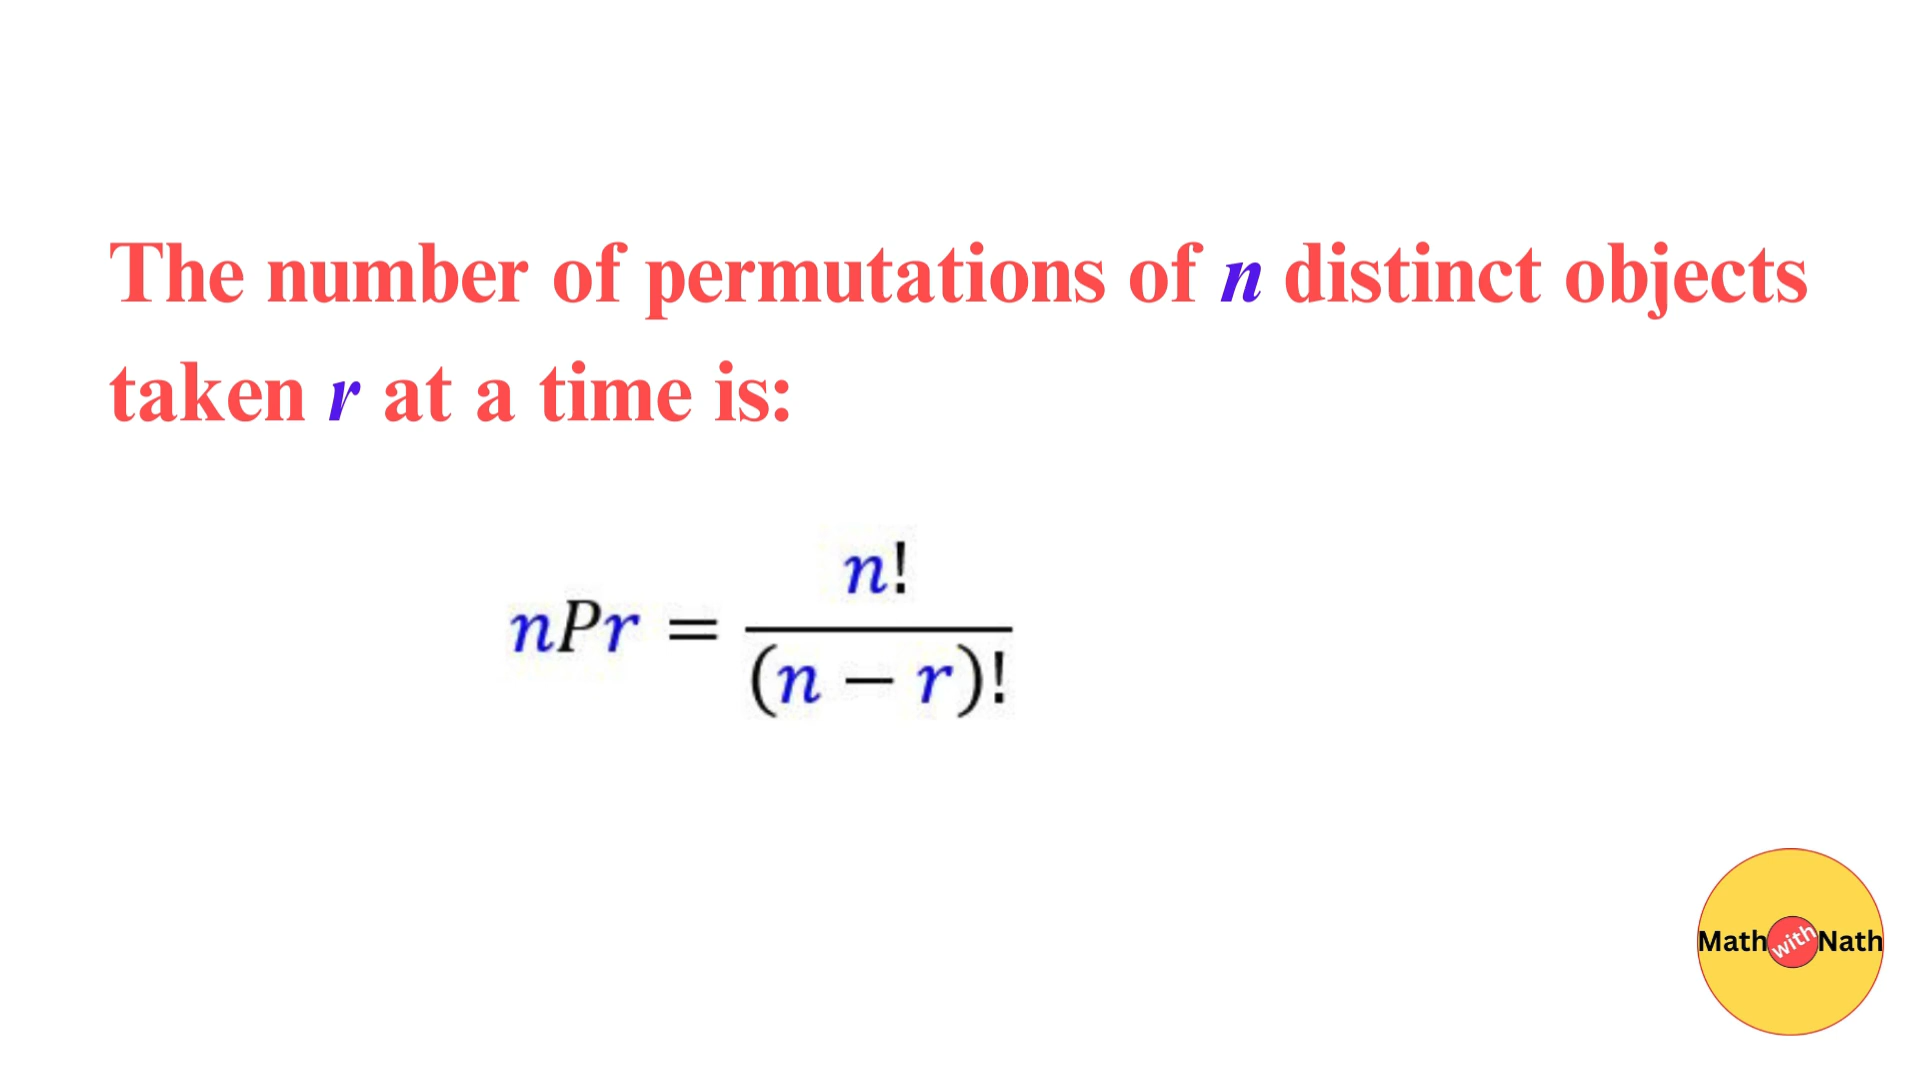 The number of permutations of n distinct objects
taken r at a time is:
nPr = n! / (n − r)!
Math with Nath